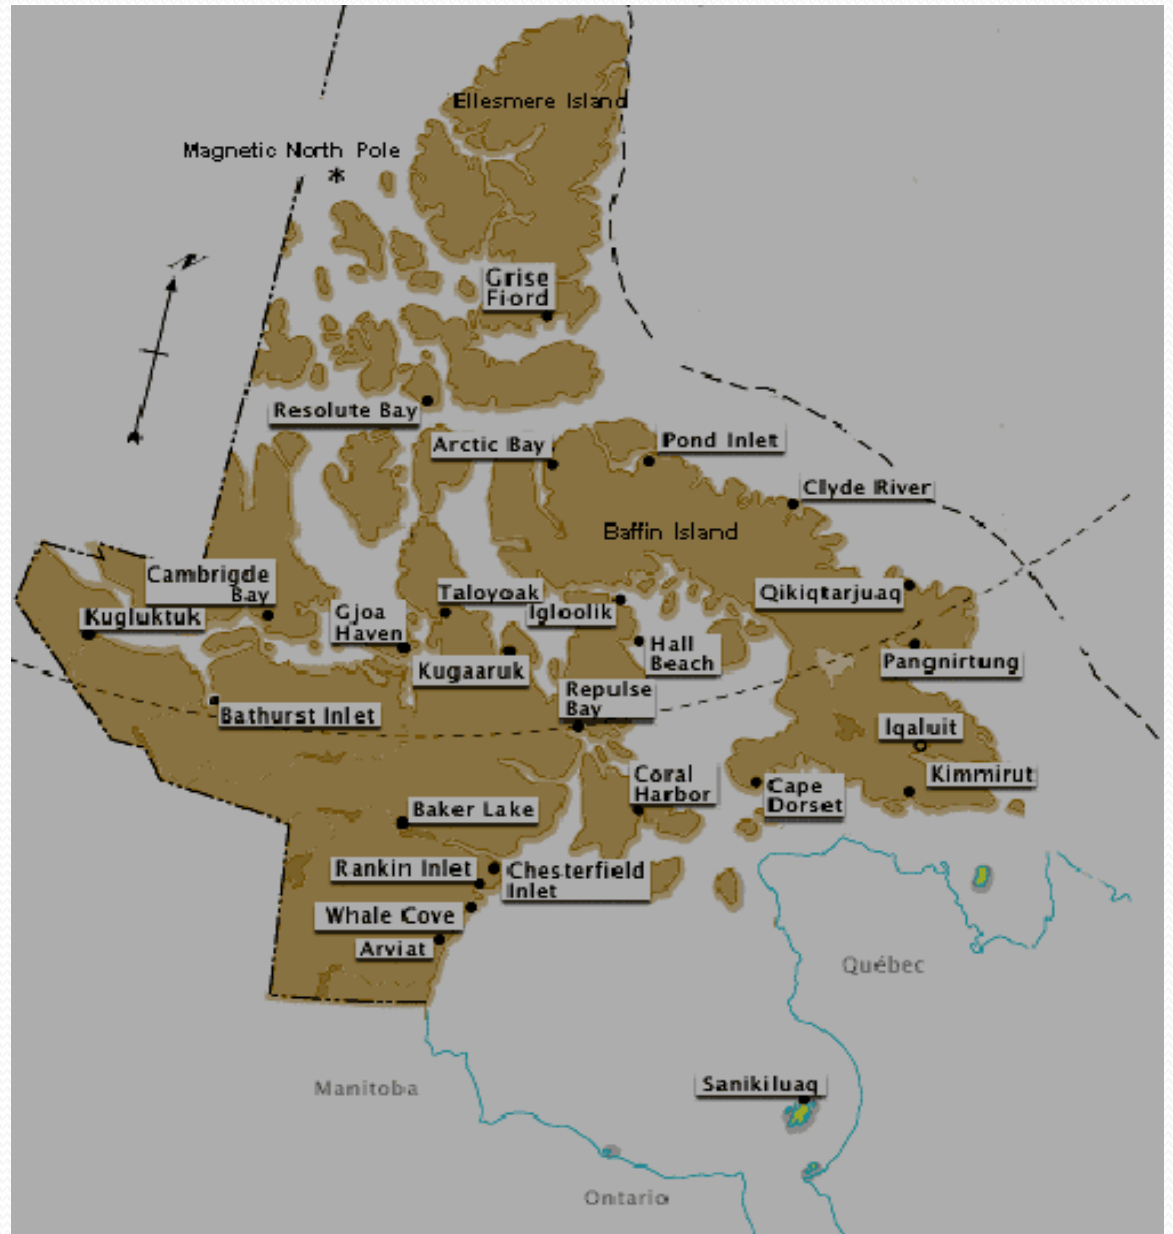 Ellesmere Island
Magnetic North Pole
*
N
Grise
Fiord
Resolute Bay
Arctic Bay
Pond Inlet
Clyde River
Baffin Island
Cambrigde
Bay
Kugluktuk
Gjoa
Haven
Taloyoak
Igloolik
Qikiqtarjuaq
Hall
Beach
Kugaaruk
Pangnirtung
Repulse
Bay
Bathurst Inlet
Iqaluit
Coral
Harbor
Cape
Dorset
Kimmirut
Baker Lake
Rankin Inlet
Chesterfield
Inlet
Whale Cove
Arviat
Québec
Manitoba
Sanikiluaq
Ontario